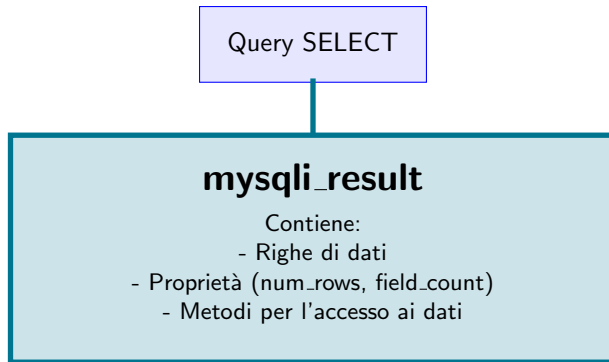 Query SELECT
mysqli_result
Contiene:
- Righe di dati
- Proprietà (num_rows, field_count)
- Metodi per l'accesso ai dati